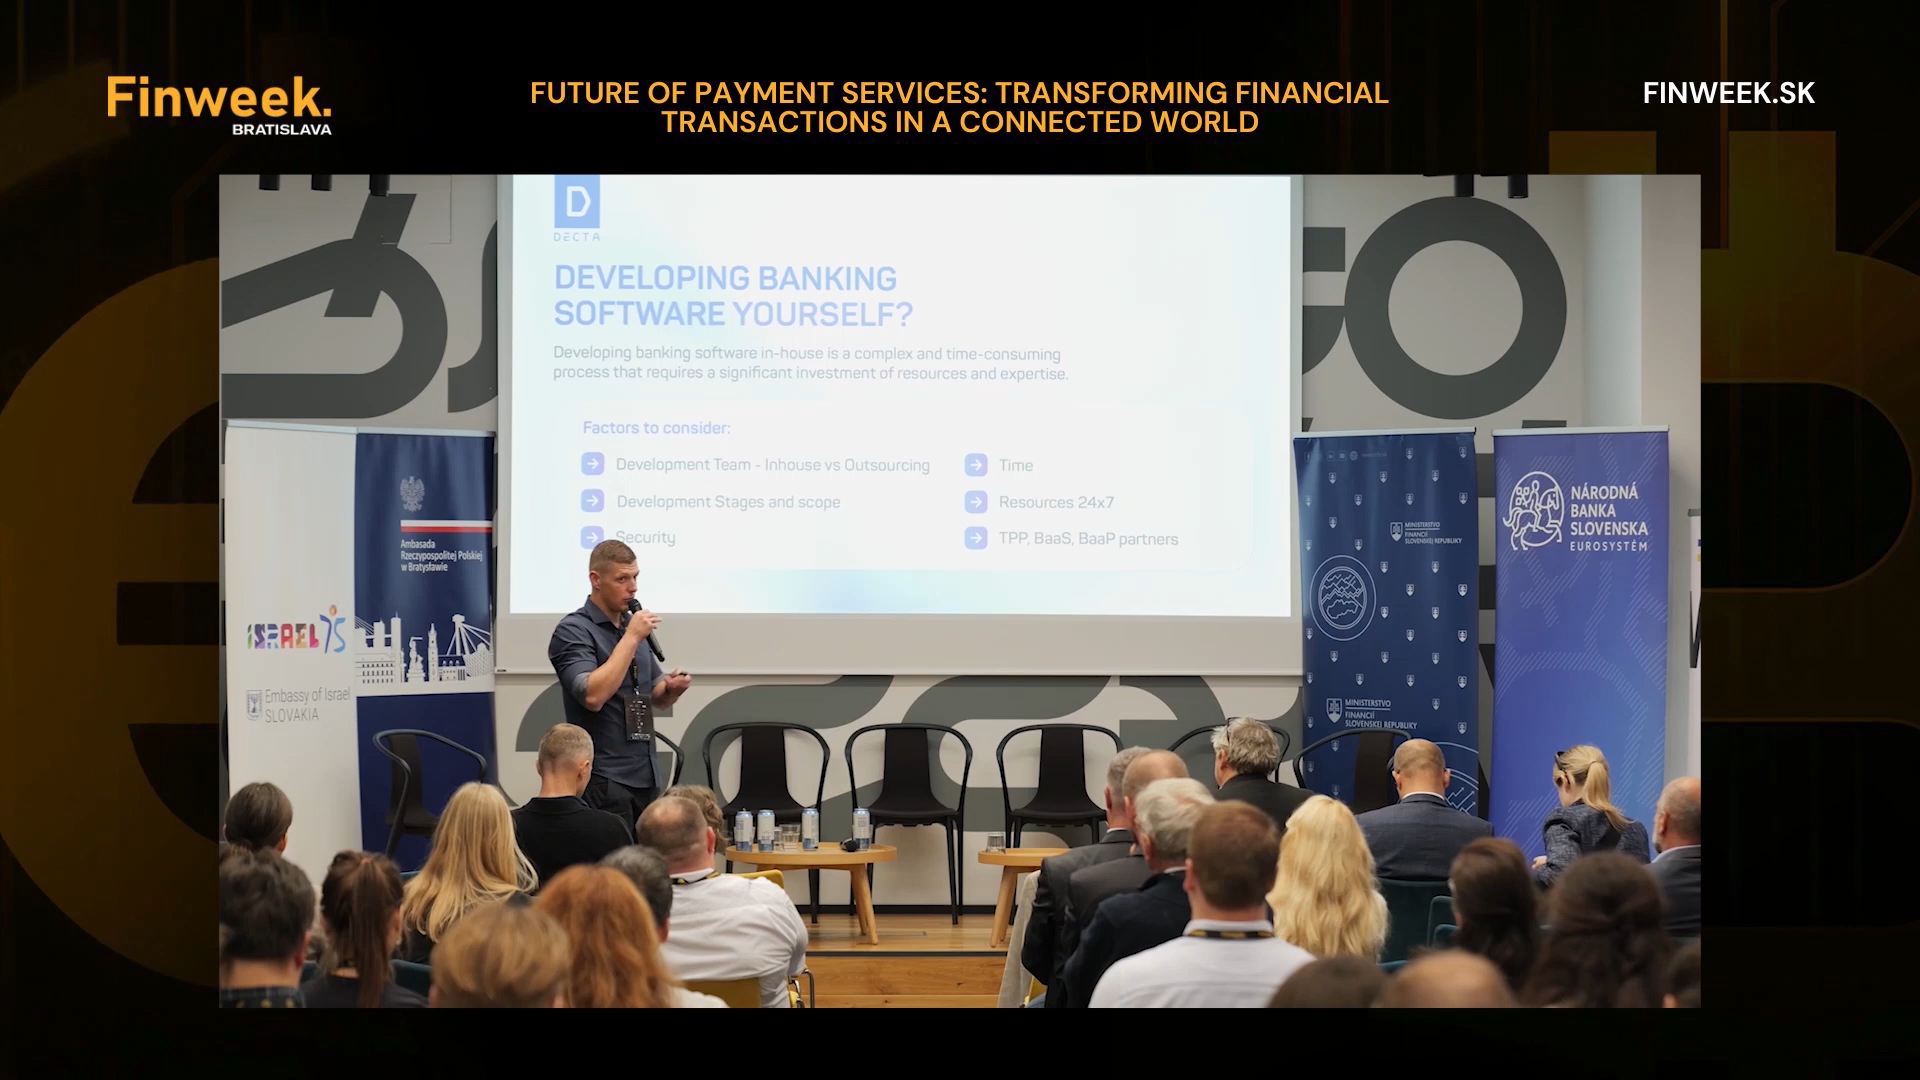 Finweek.
BRATISLAVA
FUTURE OF PAYMENT SERVICES: TRANSFORMING FINANCIAL
TRANSACTIONS IN A CONNECTED WORLD
FINWEEK.SK
D
DECTA
DEVELOPING BANKING
SOFTWARE YOURSELF?
Developing banking software in-house is a complex and time-consuming
process that requires a significant investment of resources and expertise.
Factors to consider:
Development Team - Inhouse vs Outsourcing
Development Stages and scope
Security
Time
Resources 24x7
TPP, BaaS, BaaP partners
ISRAEL 75
Embassy of Israel
SLOVAKIA
Ambasada
Rzeczypospolitej Polskiej
w Bratysławie
MINISTERSTVO
FINANCIÍ
SLOVENSKEJ REPUBLIKY
MINISTERSTVO
FINANCIÍ
SLOVENSKEJ REPUBLIKY
NÁRODNÁ
BANKA
SLOVENSKA
EUROSYSTÉM